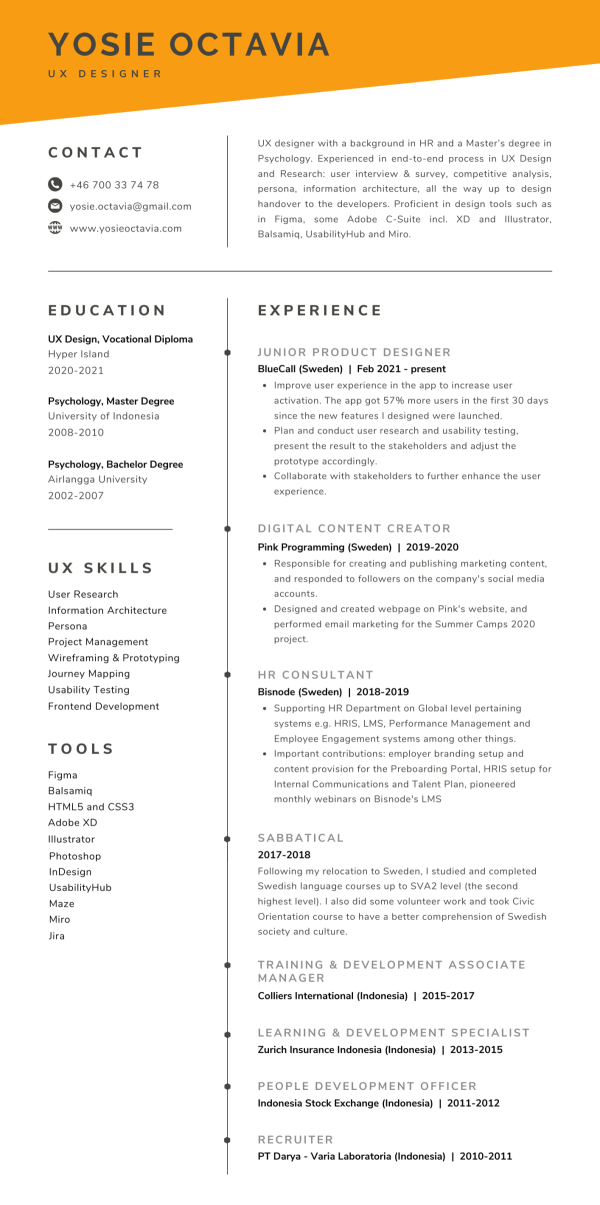 YOSIE OCTAVIA
UX DESIGNER
CONTACT
+46 700 33 74 78
yosie.octavia@gmail.com
www
www.yosieoctavia.com
UX designer with a background in HR and a Master's degree in
Psychology. Experienced in end-to-end process in UX Design
and Research: user interview & survey, competitive analysis,
persona, information architecture, all the way up to design
handover to the developers. Proficient in design tools such as
in Figma, some Adobe C-Suite incl. XD and Illustrator,
Balsamiq, UsabilityHub and Miro.
EDUCATION
UX Design, Vocational Diploma
Hyper Island
2020-2021
Psychology, Master Degree
University of Indonesia
2008-2010
Psychology, Bachelor Degree
Airlangga University
2002-2007
UX SKILLS
User Research
Information Architecture
Persona
Project Management
Wireframing & Prototyping
Journey Mapping
Usability Testing
Frontend Development
TOOLS
Figma
Balsamiq
HTML5 and CSS3
Adobe XD
Illustrator
Photoshop
InDesign
UsabilityHub
Maze
Miro
Jira
EXPERIENCE
JUNIOR PRODUCT DESIGNER
BlueCall (Sweden) | Feb 2021 - present
• Improve user experience in the app to increase user
activation. The app got 57% more users in the first 30 days
since the new features I designed were launched.
• Plan and conduct user research and usability testing,
present the result to the stakeholders and adjust the
prototype accordingly.
• Collaborate with stakeholders to further enhance the user
experience.
DIGITAL CONTENT CREATOR
Pink Programming (Sweden) | 2019-2020
• Responsible for creating and publishing marketing content,
and responded to followers on the company's social media
accounts.
• Designed and created webpage on Pink's website, and
performed email marketing for the Summer Camps 2020
project.
HR CONSULTANT
Bisnode (Sweden) | 2018-2019
• Supporting HR Department on Global level pertaining
systems e.g. HRIS, LMS, Performance Management and
Employee Engagement systems among other things.
• Important contributions: employer branding setup and
content provision for the Preboarding Portal, HRIS setup for
Internal Communications and Talent Plan, pioneered
monthly webinars on Bisnode's LMS
SABBATICAL
2017-2018
Following my relocation to Sweden, I studied and completed
Swedish language courses up to SVA2 level (the second
highest level). I also did some volunteer work and took Civic
Orientation course to have a better comprehension of Swedish
society and culture.
TRAINING & DEVELOPMENT ASSOCIATE
MANAGER
Colliers International (Indonesia) | 2015-2017
LEARNING & DEVELOPMENT SPECIALIST
Zurich Insurance Indonesia (Indonesia) | 2013-2015
PEOPLE DEVELOPMENT OFFICER
Indonesia Stock Exchange (Indonesia) | 2011-2012
RECRUITER
PT Darya - Varia Laboratoria (Indonesia) | 2010-2011